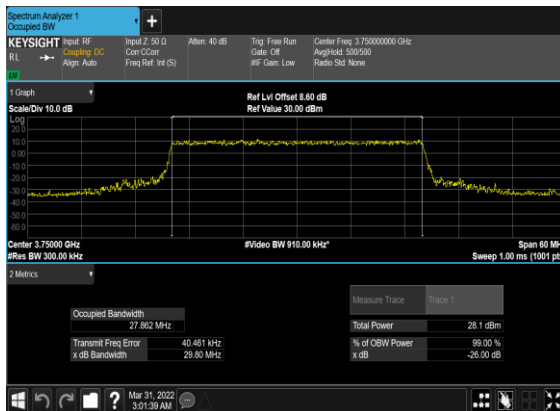 Spectrum Analyzer 1
Occupied BW
KEYSIGHT
RL
Input: RF
Coupling: DC
Align: Auto
Input Z: 50 Ω
Corr CCorr
Freq Ref: Int (S)
Atten: 40 dB
Trig: Free Run
Gate: Off
#IF Gain: Low
Center Freq: 3.750000000 GHz
Avg|Hold: 500/500
Radio Std: None
1 Graph
Scale/Div 10.0 dB
Ref Lvl Offset 8.60 dB
Ref Value 30.00 dBm
Log
20.0
10.0
0.00
-10.0
-20.0
-30.0
-40.0
-50.0
-60.0
Center 3.75000 GHz
#Res BW 300.00 kHz
#Video BW 910.00 kHz*
Span 60 MH
Sweep 1.00 ms (1001 pts
2 Metrics
Measure Trace
Trace 1
Occupied Bandwidth
27.862 MHz
Total Power
28.1 dBm
Transmit Freq Error
40.461 kHz
% of OBW Power
99.00 %
x dB Bandwidth
29.80 MHz
x dB
-26.00 dB
Mar 31, 2022
3:01:39 AM